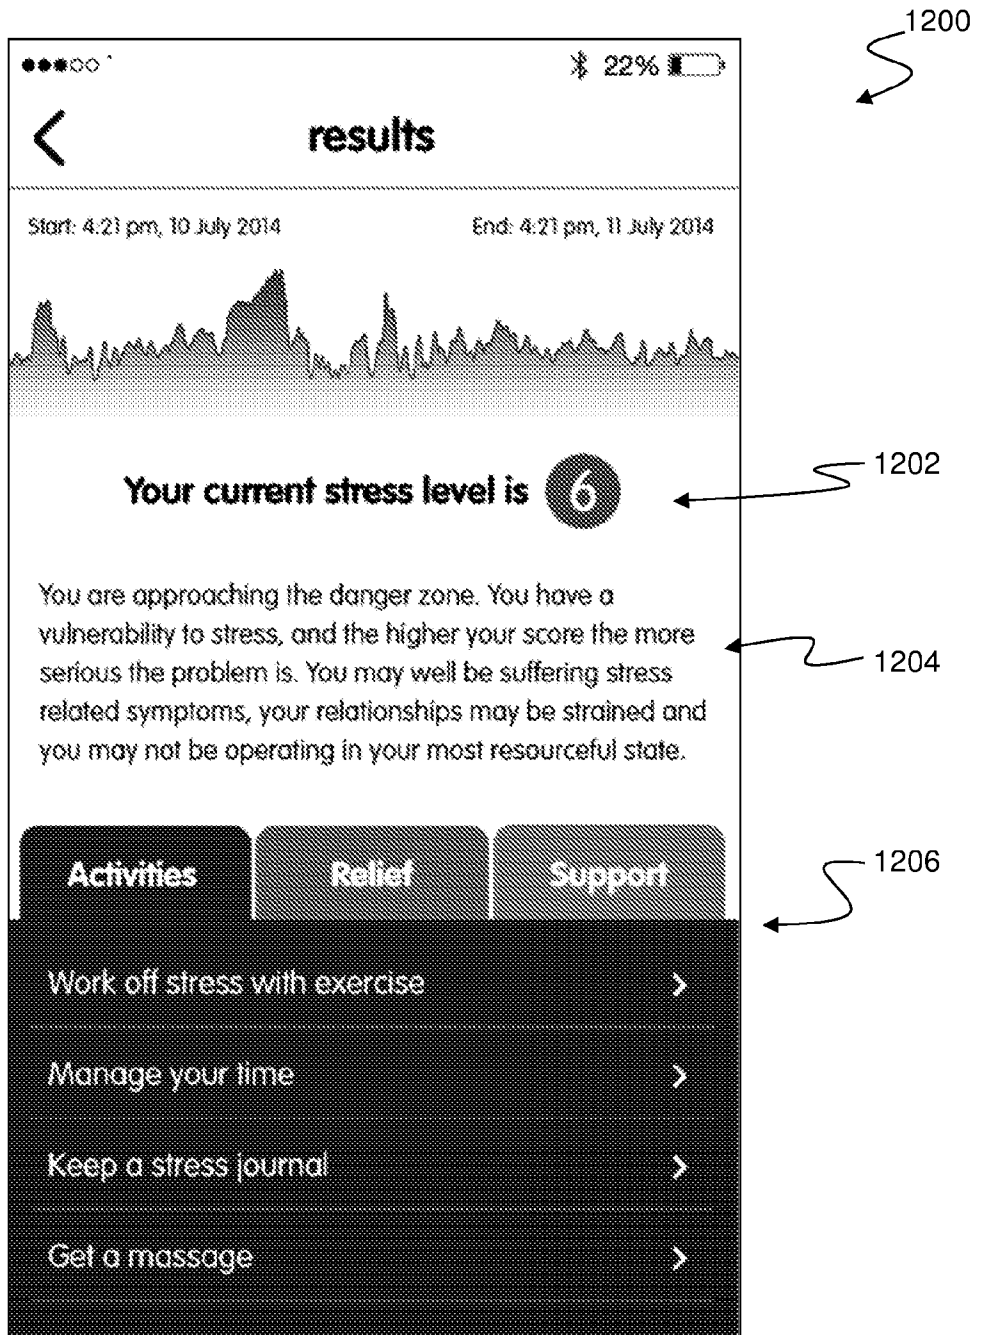 1200
22%
results
Start: 4:21 pm, 10 July 2014
End: 4:21 pm, 11 July 2014
Your current stress level is 6
1202
You are approaching the danger zone. You have a
vulnerability to stress, and the higher your score the more
serious the problem is. You may well be suffering stress
related symptoms, your relationships may be strained and
you may not be operating in your most resourceful state.
1204
Activities
Relief
Support
1206
Work off stress with exercise
Manage your time
Keep a stress journal
Get a massage